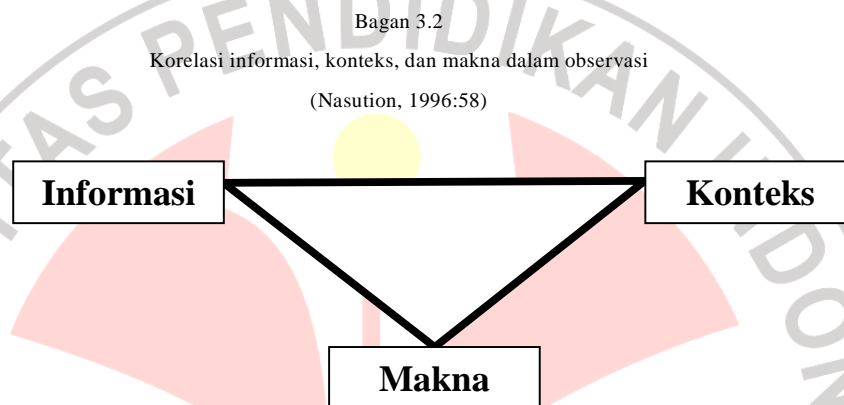 Bagan 3.2
Korelasi informasi, konteks, dan makna dalam observasi
(Nasution, 1996:58)
Informasi
Konteks
Makna